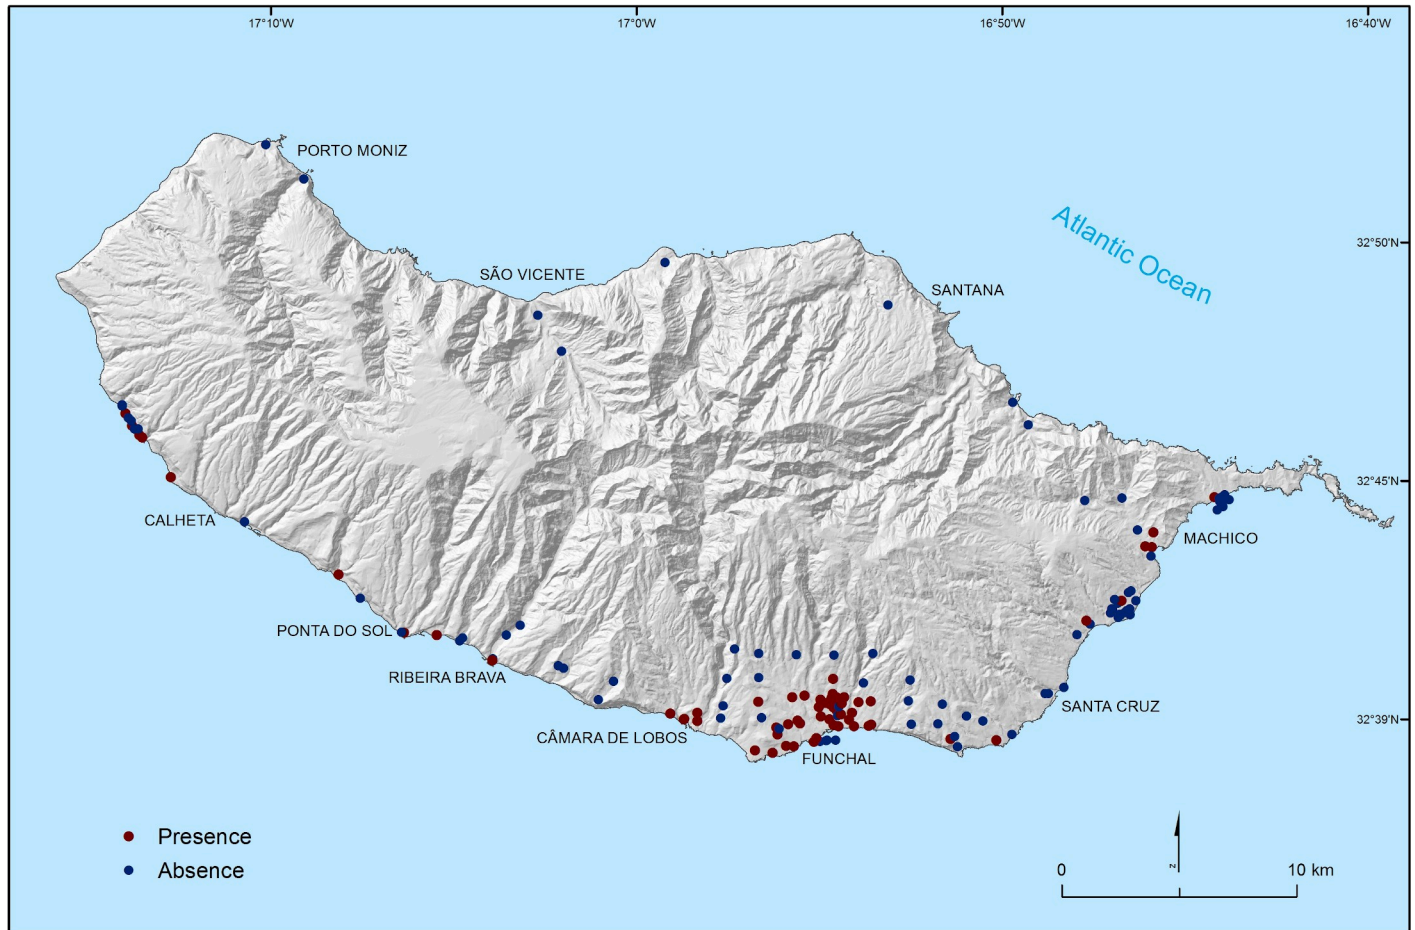 17°10'W
17°0'W
16°50'W
16°40'W
PORTO MONIZ
SÃO VICENTE
SANTANA
Atlantic Ocean
32°50'N
32°45'N
CALHETA
MACHICO
PONTA DO SOL
RIBEIRA BRAVA
SANTA CRUZ
CÂMARA DE LOBOS
FUNCHAL
32°39'N
Presence
Absence
N
0
10 km